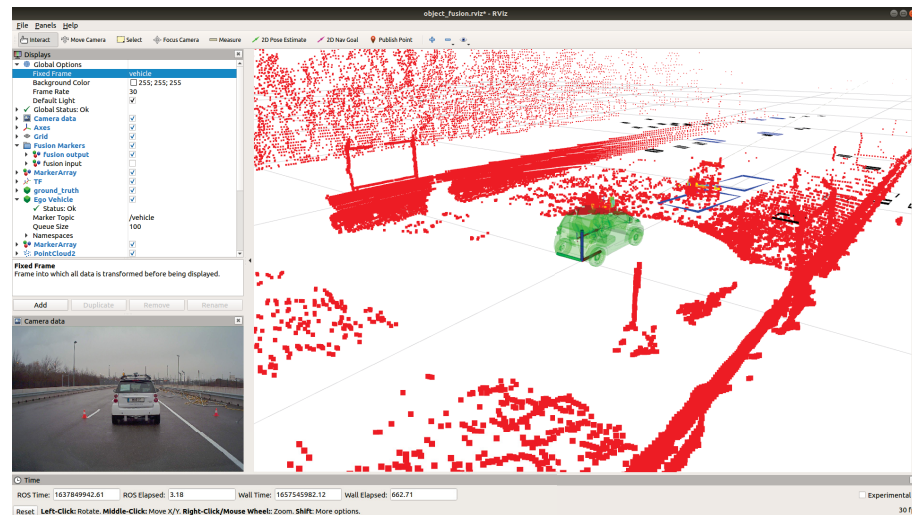 object_fusion.rviz* - RViz
File Panels Help
Interact Move Camera Select Focus Camera Measure 2D Pose Estimate 2D Nav Goal Publish Point
Displays
Global Options
Fixed Frame vehicle
Background Color 255; 255; 255
Frame Rate 30
Default Light
Global Status: Ok
Camera data
Axes
Grid
Fusion Markers
fusion output
fusion input
MarkerArray
TF
ground_truth
Ego Vehicle
Status: Ok
Marker Topic /vehicle
Queue Size 100
Namespaces
MarkerArray
PointCloud2
Fixed Frame
Frame into which all data is transformed before being displayed.
Add Duplicate Remove Rename
Camera data
Time
ROS Time: 1637849942.61 ROS Elapsed: 3.18 Wall Time: 1657545982.12 Wall Elapsed: 662.71 Experimental
Reset Left-Click: Rotate. Middle-Click: Move X/Y. Right-Click/Mouse Wheel:: Zoom. Shift: More options. 30 fp